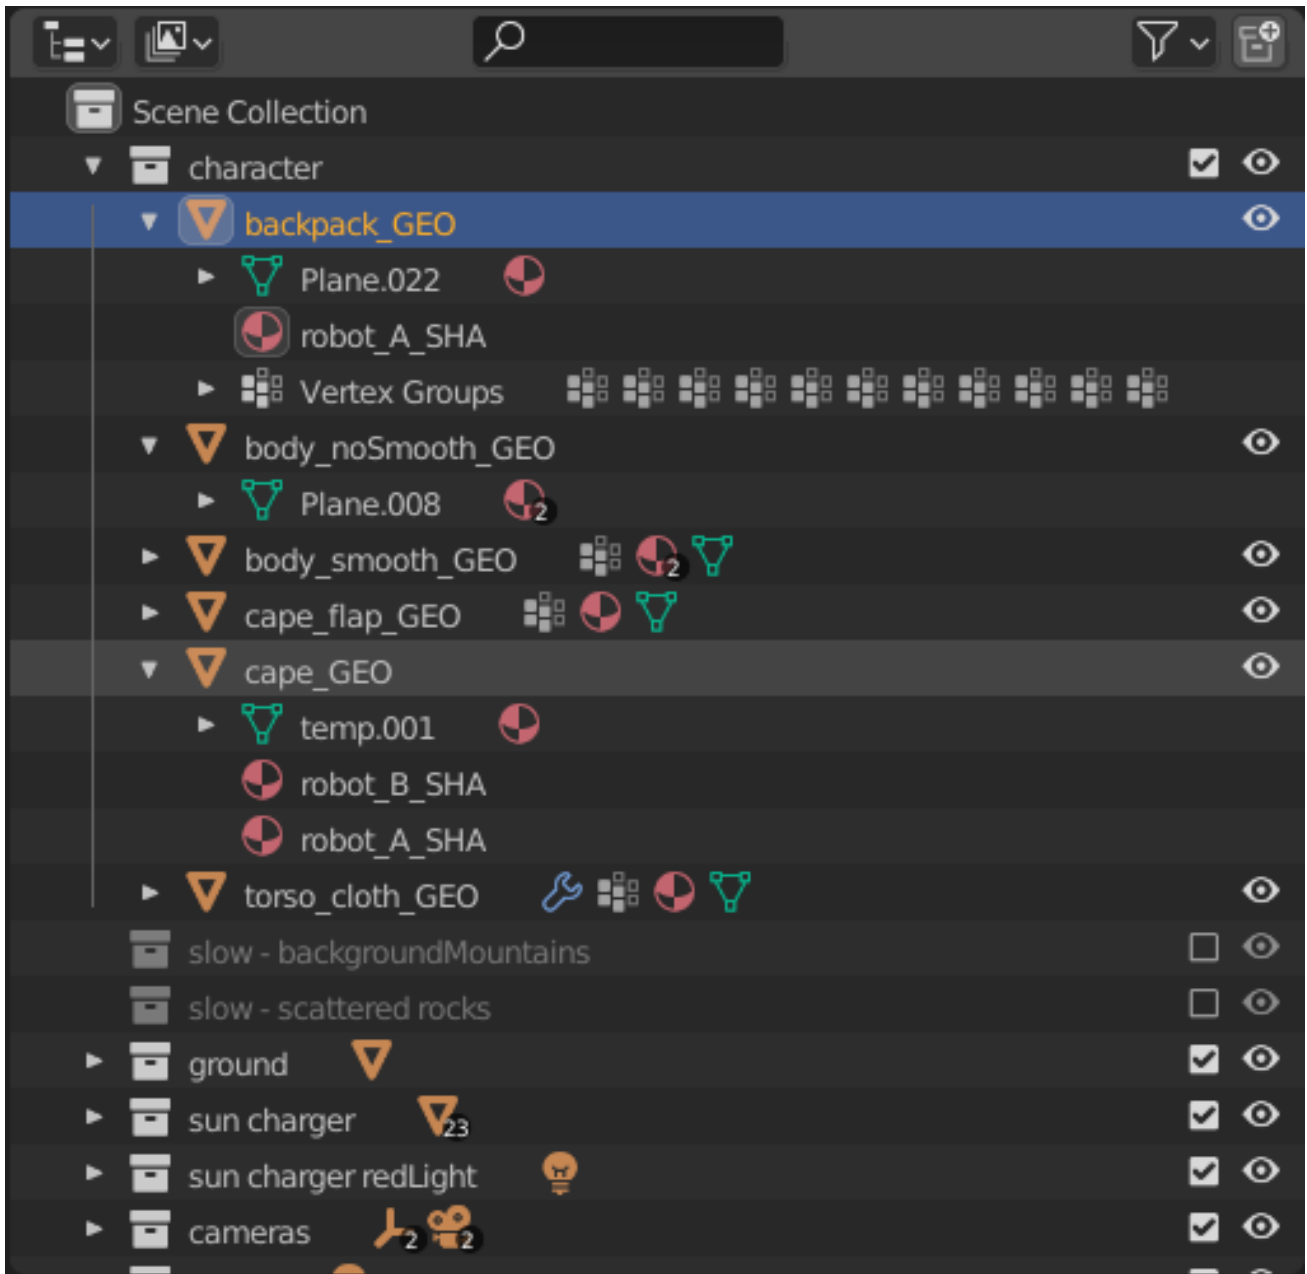 Scene Collection
character
backpack_GEO
Plane.022
robot_A_SHA
Vertex Groups
body_noSmooth_GEO
Plane.008 2
body_smooth_GEO 2
cape_flap_GEO
cape_GEO
temp.001
robot_B_SHA
robot_A_SHA
torso_cloth_GEO
slow - backgroundMountains
slow - scattered rocks
ground
sun charger 23
sun charger redLight
cameras 2 2